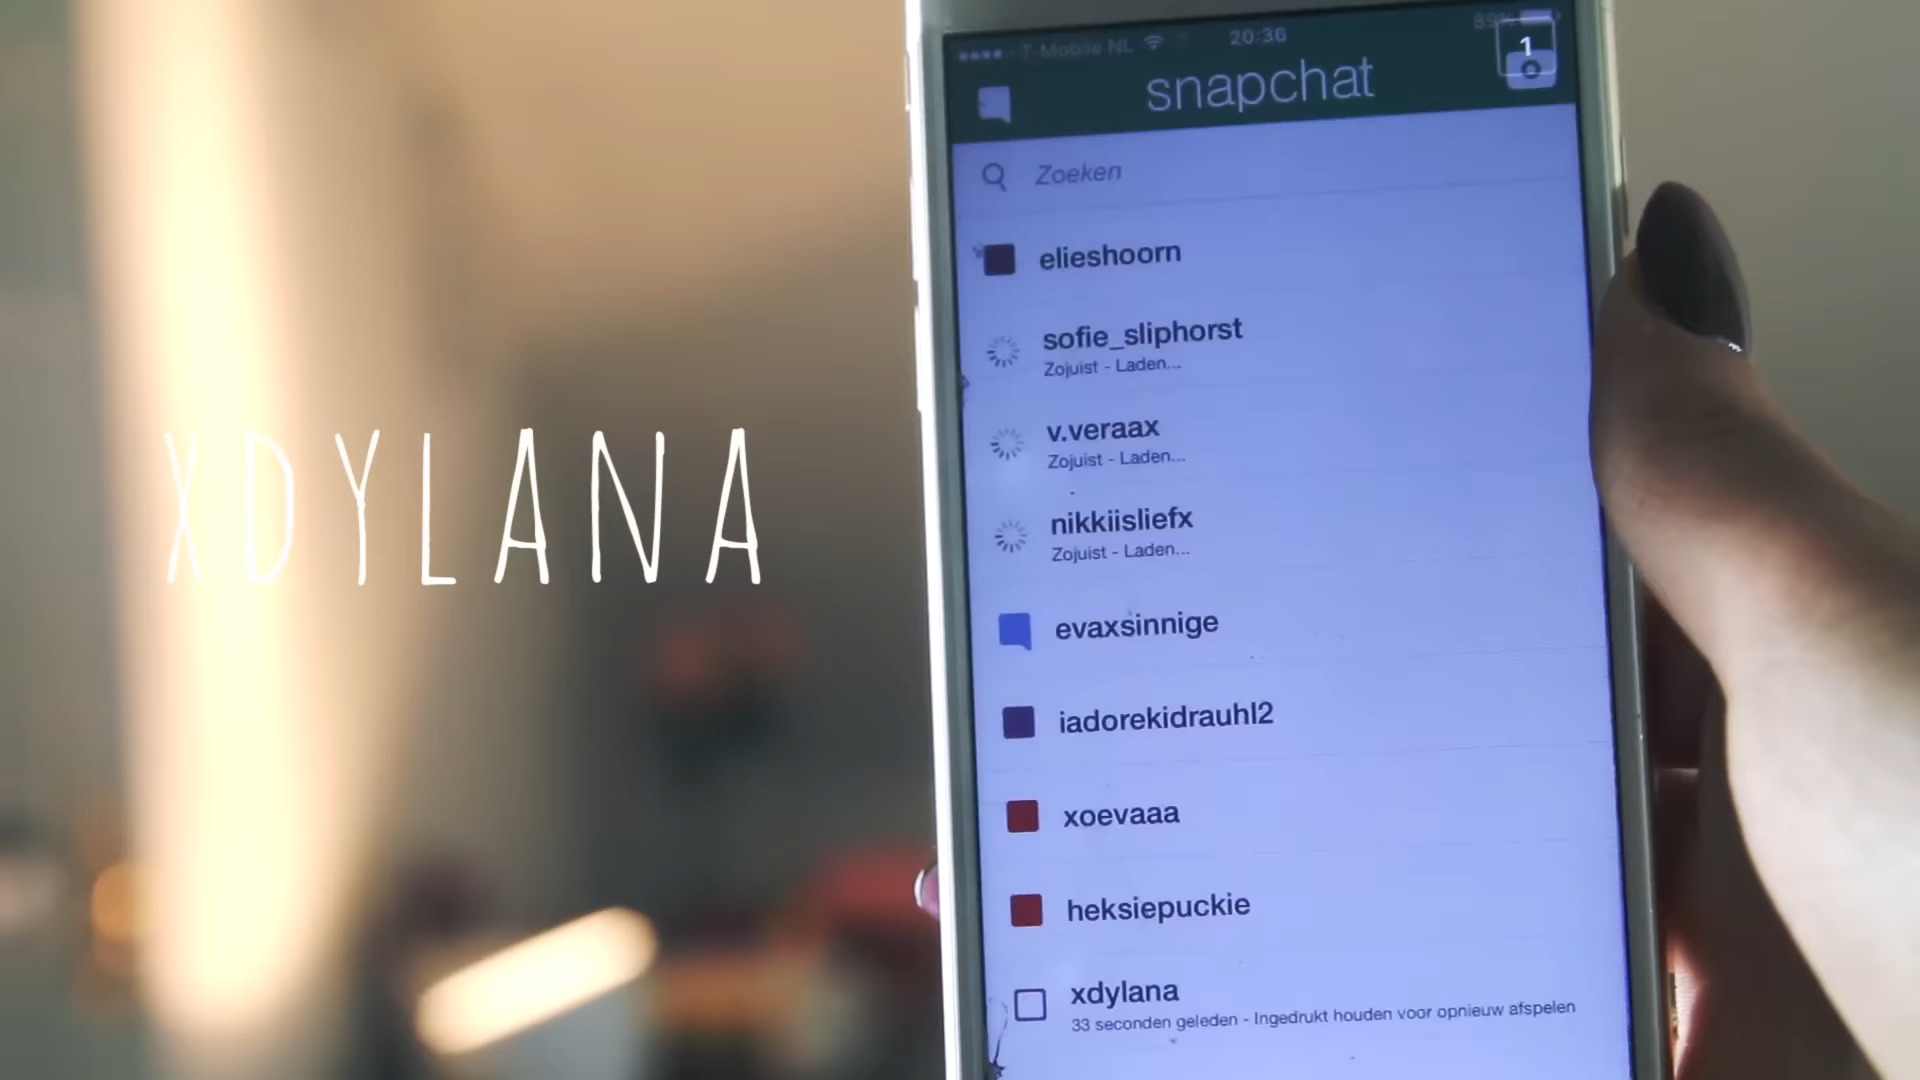 T-Mobile NL 20:36 89%
1
snapchat
Zoeken
elieshoorn
sofie_sliphorst
Zojuist - Laden...
v.veraax
Zojuist - Laden...
nikkiisliefx
Zojuist - Laden...
XDYLANA
evaxsinnige
iadorekidrauhl2
xoevaaa
heksiepuckie
xdylana
33 seconden geleden - Ingedrukt houden voor opnieuw afspelen